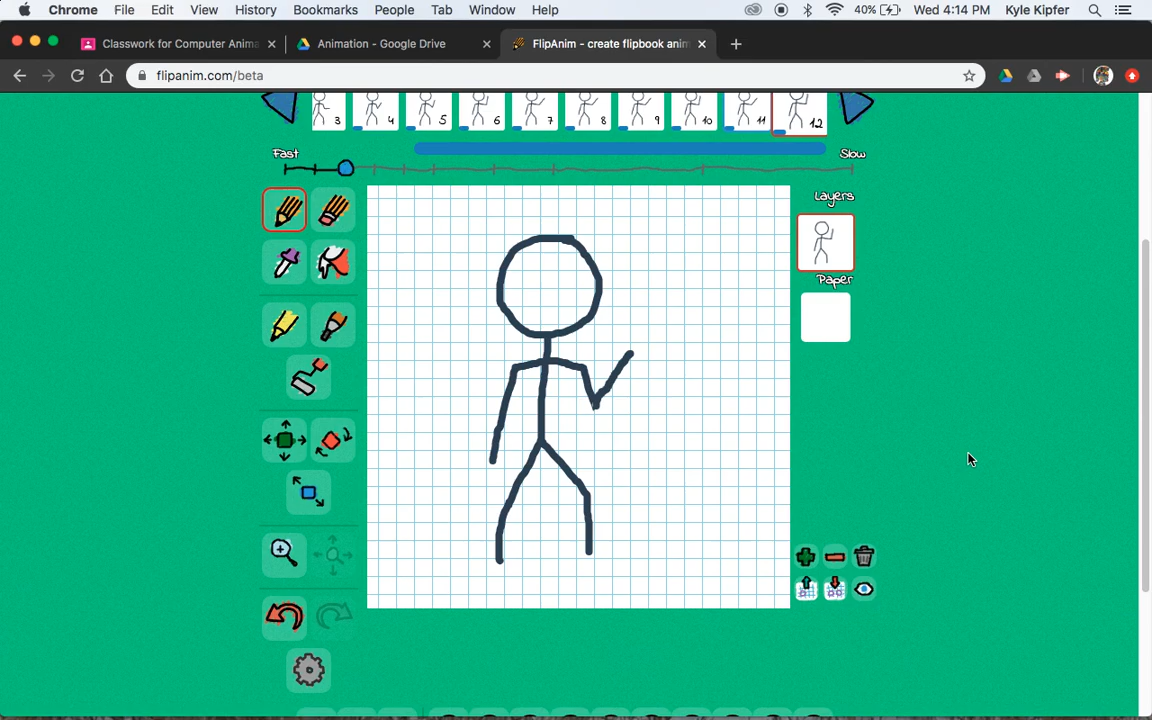 Chrome File Edit View History Bookmarks People Tab Window Help 40% Wed 4:14 PM Kyle Kipfer
Classwork for Computer Anima Animation - Google Drive FlipAnim - create flipbook anim
flipanim.com/beta
3 4 5 6 7 8 9 10 11 12
Fast Slow
Layers
Paper